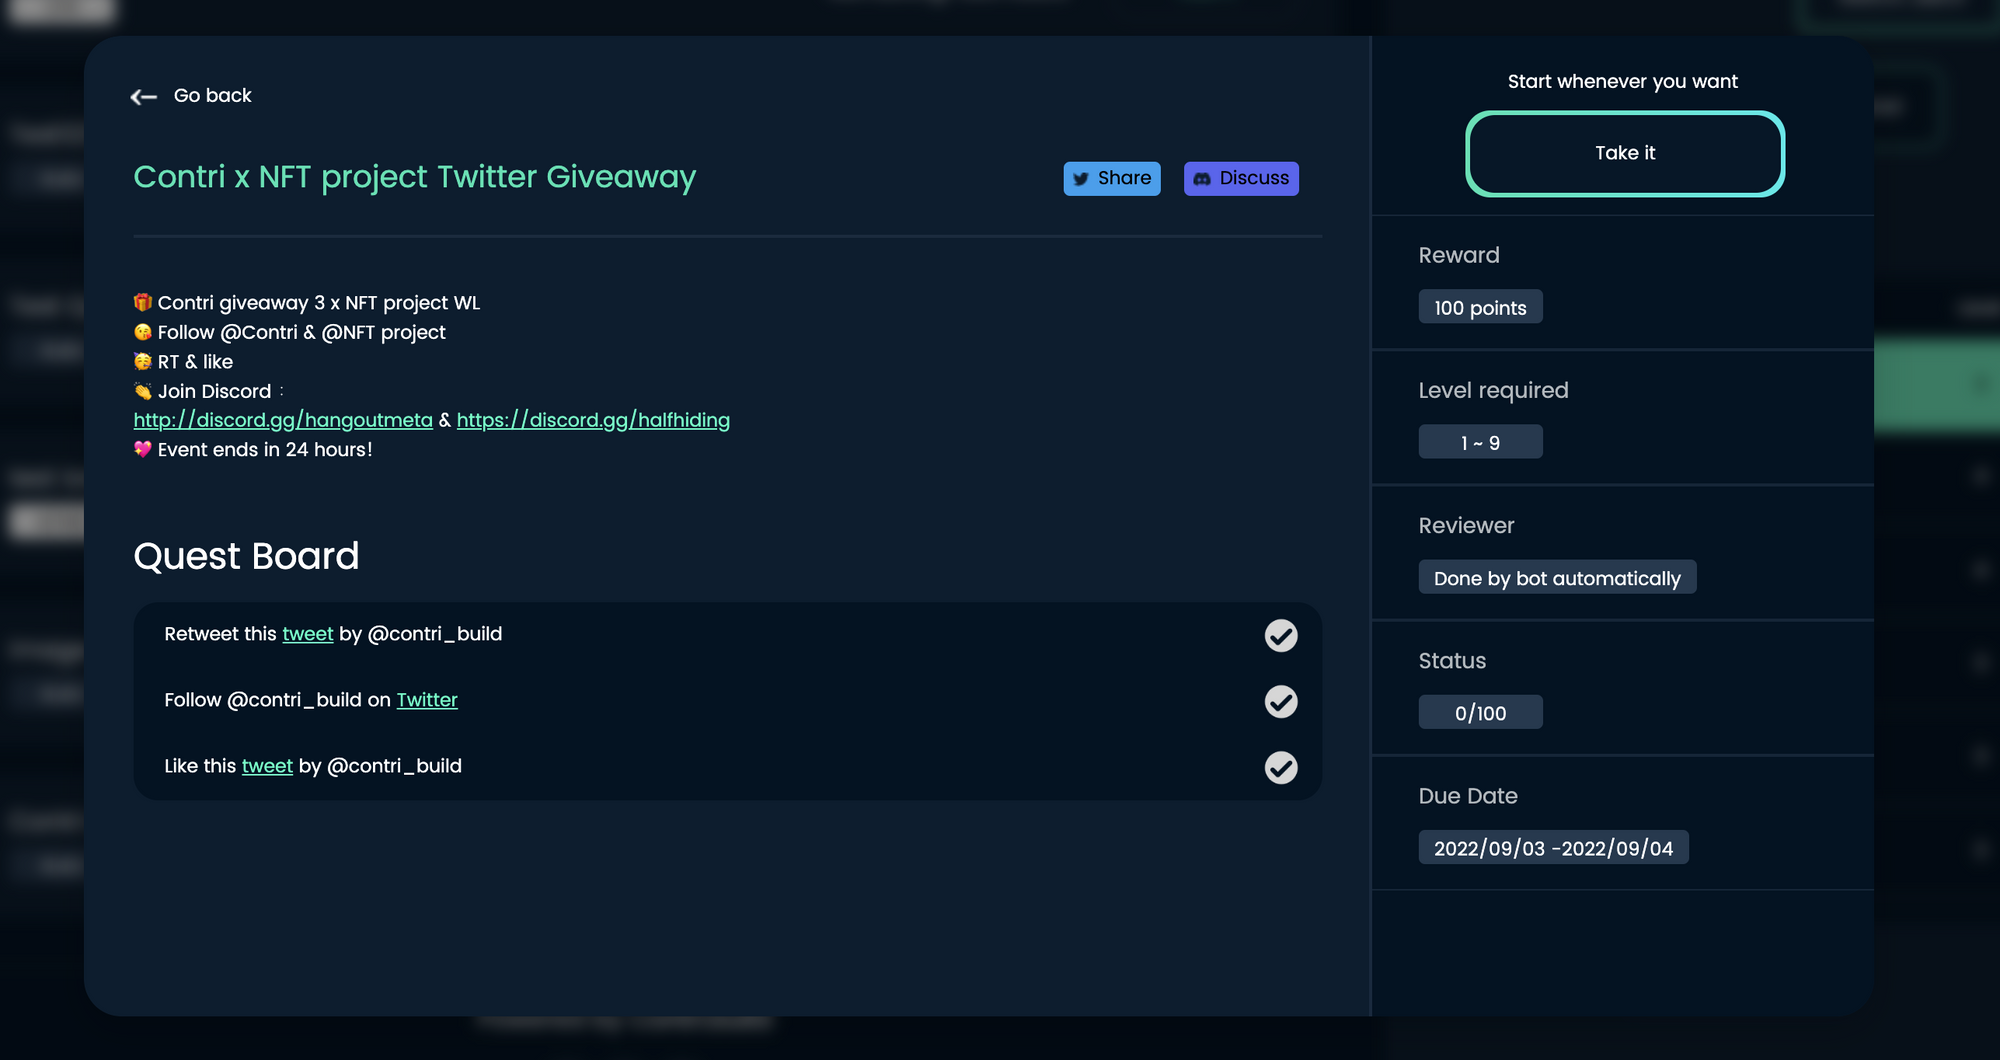 Go back
Contri x NFT project Twitter Giveaway
Share
Discuss
🎁 Contri giveaway 3 x NFT project WL
😘 Follow @Contri & @NFT project
🥳 RT & like
👏 Join Discord :
http://discord.gg/hangoutmeta & https://discord.gg/halfhiding
💖 Event ends in 24 hours!
Quest Board
Retweet this tweet by @contri_build
Follow @contri_build on Twitter
Like this tweet by @contri_build
Start whenever you want
Take it
Reward
100 points
Level required
1 ~ 9
Reviewer
Done by bot automatically
Status
0/100
Due Date
2022/09/03 -2022/09/04